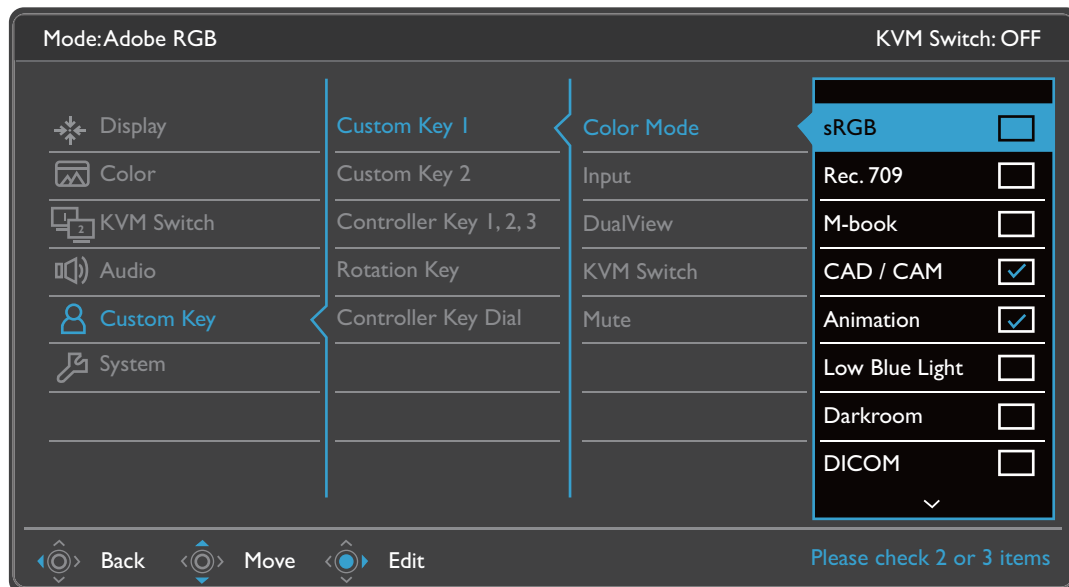 Mode: Adobe RGB
KVM Switch: OFF
Display
Color
1 2 KVM Switch
Audio
Custom Key
System
Custom Key 1
Custom Key 2
Controller Key 1, 2, 3
Rotation Key
Controller Key Dial
Color Mode
Input
DualView
KVM Switch
Mute
sRGB
Rec. 709
M-book
CAD / CAM
Animation
Low Blue Light
Darkroom
DICOM
Back
Move
Edit
Please check 2 or 3 items